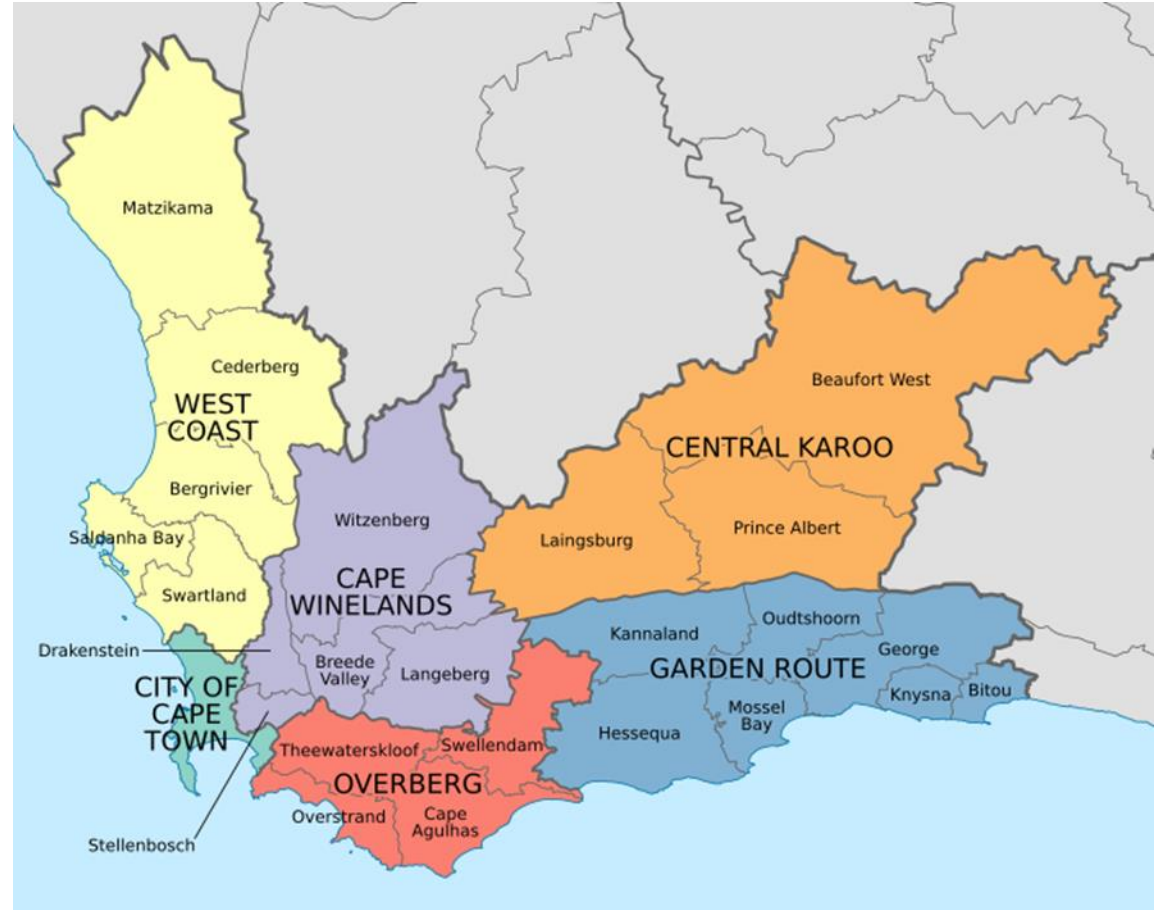 Matzikama
Cederberg
WEST
COAST
Bergrivier
Saldanha Bay
Swartland
Witzenberg
CAPE
WINELANDS
Drakenstein
Breede
Valley
Langeberg
CITY OF
CAPE
TOWN
Stellenbosch
Beaufort West
CENTRAL KAROO
Laingsburg
Prince Albert
Kannaland
Oudtshoorn
George
GARDEN ROUTE
Knysna
Bitou
Mossel
Bay
Hessequa
Theewaterskloof
Swellendam
OVERBERG
Overstrand
Cape
Agulhas